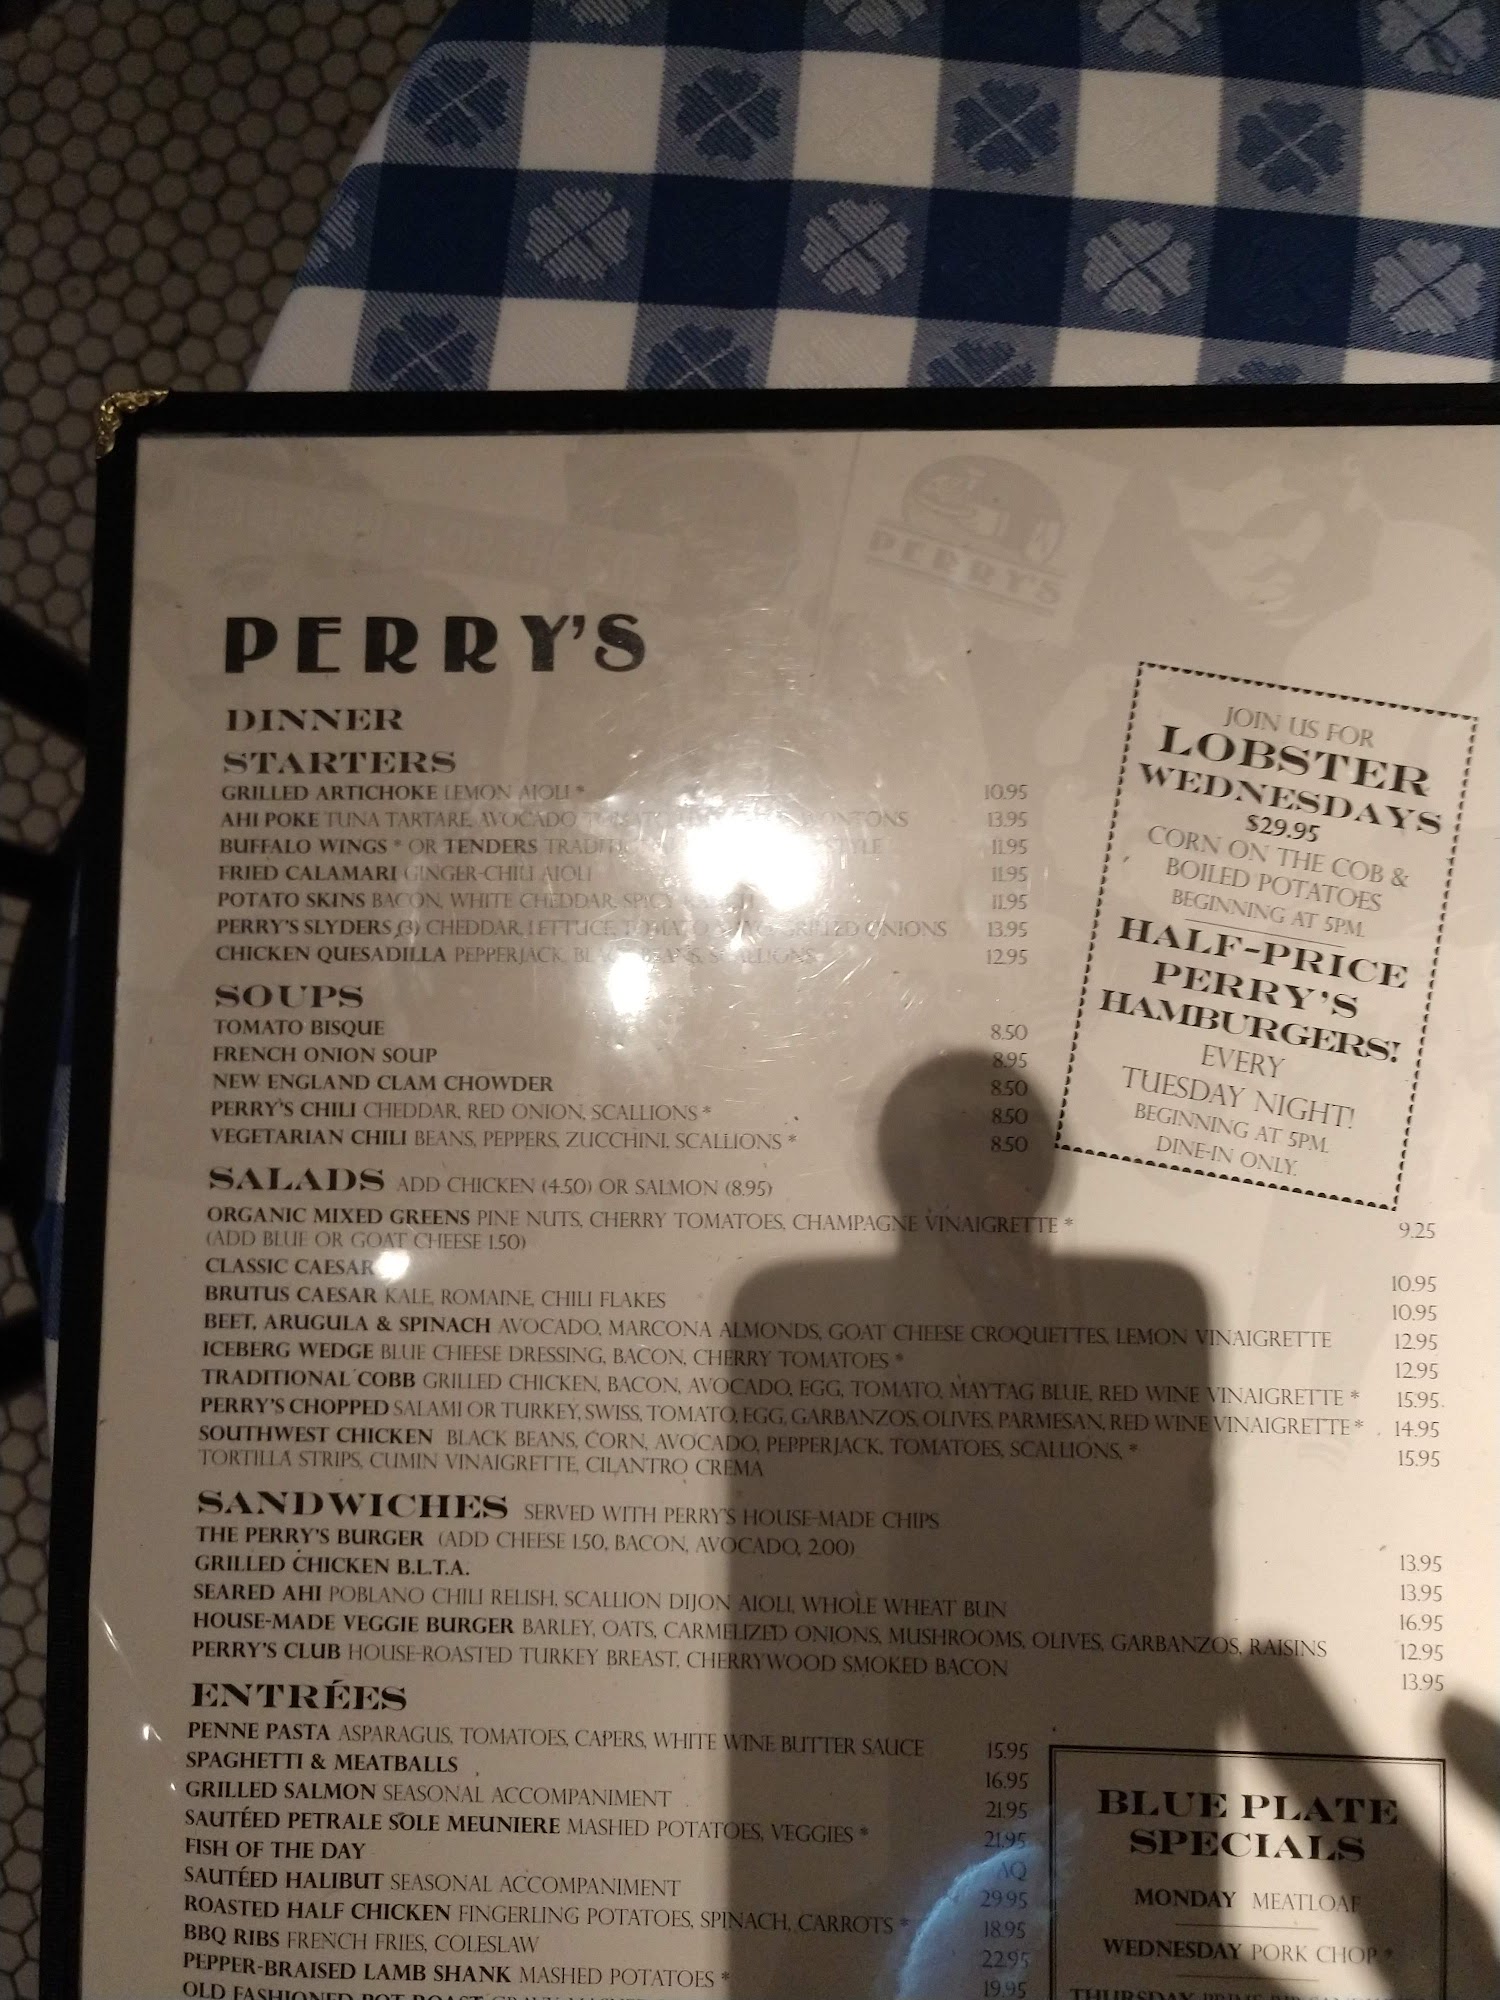 PERRY'S
PERRY'S
DINNER
STARTERS
GRILLED ARTICHOKE LEMON AIOLI * 10.95
AHI POKE TUNA TARTARE, AVOCADO WONTONS 13.95
BUFFALO WINGS * OR TENDERS STYLE 11.95
FRIED CALAMARI GINGER-CHILI AIOLI 11.95
POTATO SKINS BACON, WHITE CHEDDAR, SPICY RANCH 11.95
PERRY'S SLYDERS (3) CHEDDAR, LETTUCE, TOMATO GRILLED ONIONS 13.95
CHICKEN QUESADILLA PEPPERJACK, BLACK BEANS, SCALLIONS 12.95
SOUPS
TOMATO BISQUE 8.50
FRENCH ONION SOUP 8.95
NEW ENGLAND CLAM CHOWDER 8.50
PERRY'S CHILI CHEDDAR, RED ONION, SCALLIONS * 8.50
VEGETARIAN CHILI BEANS, PEPPERS, ZUCCHINI, SCALLIONS * 8.50
JOIN US FOR
LOBSTER
WEDNESDAYS
$29.95
CORN ON THE COB &
BOILED POTATOES
BEGINNING AT 5PM.
HALF-PRICE
PERRY'S
HAMBURGERS!
EVERY
TUESDAY NIGHT!
BEGINNING AT 5PM.
DINE-IN ONLY.
SALADS ADD CHICKEN (4.50) OR SALMON (8.95)
ORGANIC MIXED GREENS PINE NUTS, CHERRY TOMATOES, CHAMPAGNE VINAIGRETTE * 9.25
(ADD BLUE OR GOAT CHEESE 1.50)
CLASSIC CAESAR 10.95
BRUTUS CAESAR KALE, ROMAINE, CHILI FLAKES 10.95
BEET, ARUGULA & SPINACH AVOCADO, MARCONA ALMONDS, GOAT CHEESE CROQUETTES, LEMON VINAIGRETTE 12.95
ICEBERG WEDGE BLUE CHEESE DRESSING, BACON, CHERRY TOMATOES * 12.95
TRADITIONAL COBB GRILLED CHICKEN, BACON, AVOCADO, EGG, TOMATO, MAYTAG BLUE, RED WINE VINAIGRETTE * 15.95
PERRY'S CHOPPED SALAMI OR TURKEY, SWISS, TOMATO, EGG, GARBANZOS, OLIVES, PARMESAN, RED WINE VINAIGRETTE * 14.95
SOUTHWEST CHICKEN BLACK BEANS, CORN, AVOCADO, PEPPERJACK, TOMATOES, SCALLIONS, * 15.95
TORTILLA STRIPS, CUMIN VINAIGRETTE, CILANTRO CREMA
SANDWICHES SERVED WITH PERRY'S HOUSE-MADE CHIPS
THE PERRY'S BURGER (ADD CHEESE 1.50, BACON, AVOCADO, 2.00) 13.95
GRILLED CHICKEN B.L.T.A. 13.95
SEARED AHI POBLANO CHILI RELISH, SCALLION DIJON AIOLI, WHOLE WHEAT BUN 16.95
HOUSE-MADE VEGGIE BURGER BARLEY, OATS, CARMELIZED ONIONS, MUSHROOMS, OLIVES, GARBANZOS, RAISINS 12.95
PERRY'S CLUB HOUSE-ROASTED TURKEY BREAST, CHERRYWOOD SMOKED BACON 13.95
ENTRÉES
PENNE PASTA ASPARAGUS, TOMATOES, CAPERS, WHITE WINE BUTTER SAUCE 15.95
SPAGHETTI & MEATBALLS 16.95
GRILLED SALMON SEASONAL ACCOMPANIMENT 21.95
SAUTÉED PETRALE SOLE MEUNIERE MASHED POTATOES, VEGGIES * 21.95
FISH OF THE DAY AQ
SAUTÉED HALIBUT SEASONAL ACCOMPANIMENT 29.95
ROASTED HALF CHICKEN FINGERLING POTATOES, SPINACH, CARROTS * 18.95
BBQ RIBS FRENCH FRIES, COLESLAW 22.95
PEPPER-BRAISED LAMB SHANK MASHED POTATOES * 19.95
OLD FASHIONED POT ROAST
BLUE PLATE
SPECIALS
MONDAY MEATLOAF
WEDNESDAY PORK CHOP *
THURSDAY PRIME RIB